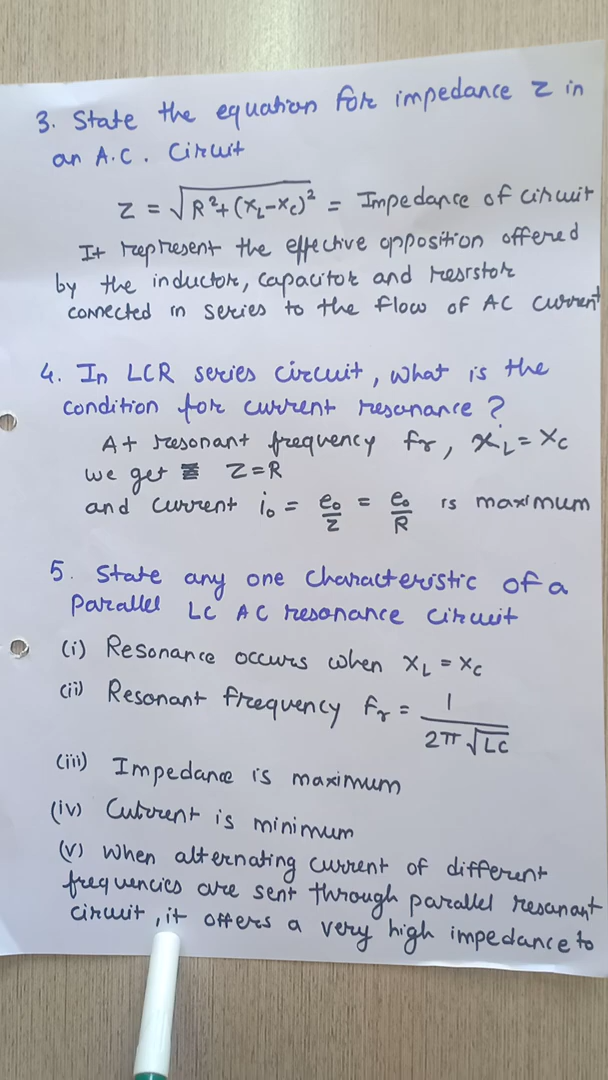 3. State the equation for impedance Z in
an A.C. Circuit
Z = √R²+(XL-Xc)² = Impedance of circuit
It represent the effective opposition offered
by the inductor, capacitor and resistor
connected in series to the flow of AC current
4. In LCR series circuit, what is the
condition for current resonance?
At resonant frequency fr, XL = Xc
we get Z=R
and current i₀ = e₀/Z = e₀/R is maximum
5. State any one characteristic of a
Parallel LC AC resonance circuit
(i) Resonance occurs when XL = Xc
(ii) Resonant frequency fr = 1/2π√LC
(iii) Impedance is maximum
(iv) Current is minimum
(v) When alternating current of different
frequencies are sent through parallel resonant
circuit, it offers a very high impedance to